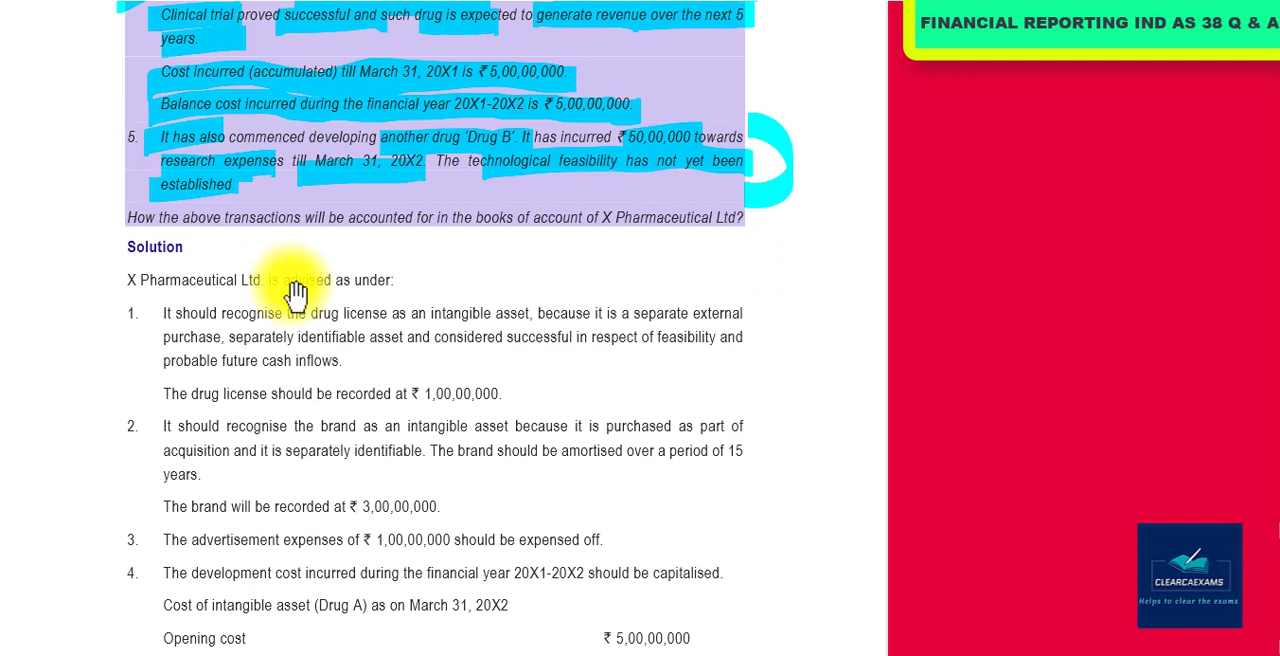 Clinical trial proved successful and such drug is expected to generate revenue over the next 5
years.
Cost incurred (accumulated) till March 31, 20X1 is ₹ 5,00,00,000.
Balance cost incurred during the financial year 20X1-20X2 is ₹ 5,00,00,000.
5. It has also commenced developing another drug ‘Drug B’. It has incurred ₹ 50,00,000 towards
research expenses till March 31, 20X2. The technological feasibility has not yet been
established.
How the above transactions will be accounted for in the books of account of X Pharmaceutical Ltd?
Solution
X Pharmaceutical Ltd. is advised as under:
1. It should recognise the drug license as an intangible asset, because it is a separate external
purchase, separately identifiable asset and considered successful in respect of feasibility and
probable future cash inflows.
The drug license should be recorded at ₹ 1,00,00,000.
2. It should recognise the brand as an intangible asset because it is purchased as part of
acquisition and it is separately identifiable. The brand should be amortised over a period of 15
years.
The brand will be recorded at ₹ 3,00,00,000.
3. The advertisement expenses of ₹ 1,00,00,000 should be expensed off.
4. The development cost incurred during the financial year 20X1-20X2 should be capitalised.
Cost of intangible asset (Drug A) as on March 31, 20X2
Opening cost ₹ 5,00,00,000
FINANCIAL REPORTING IND AS 38 Q & A
CLEARCAEXAMS
Helps to clear the exams